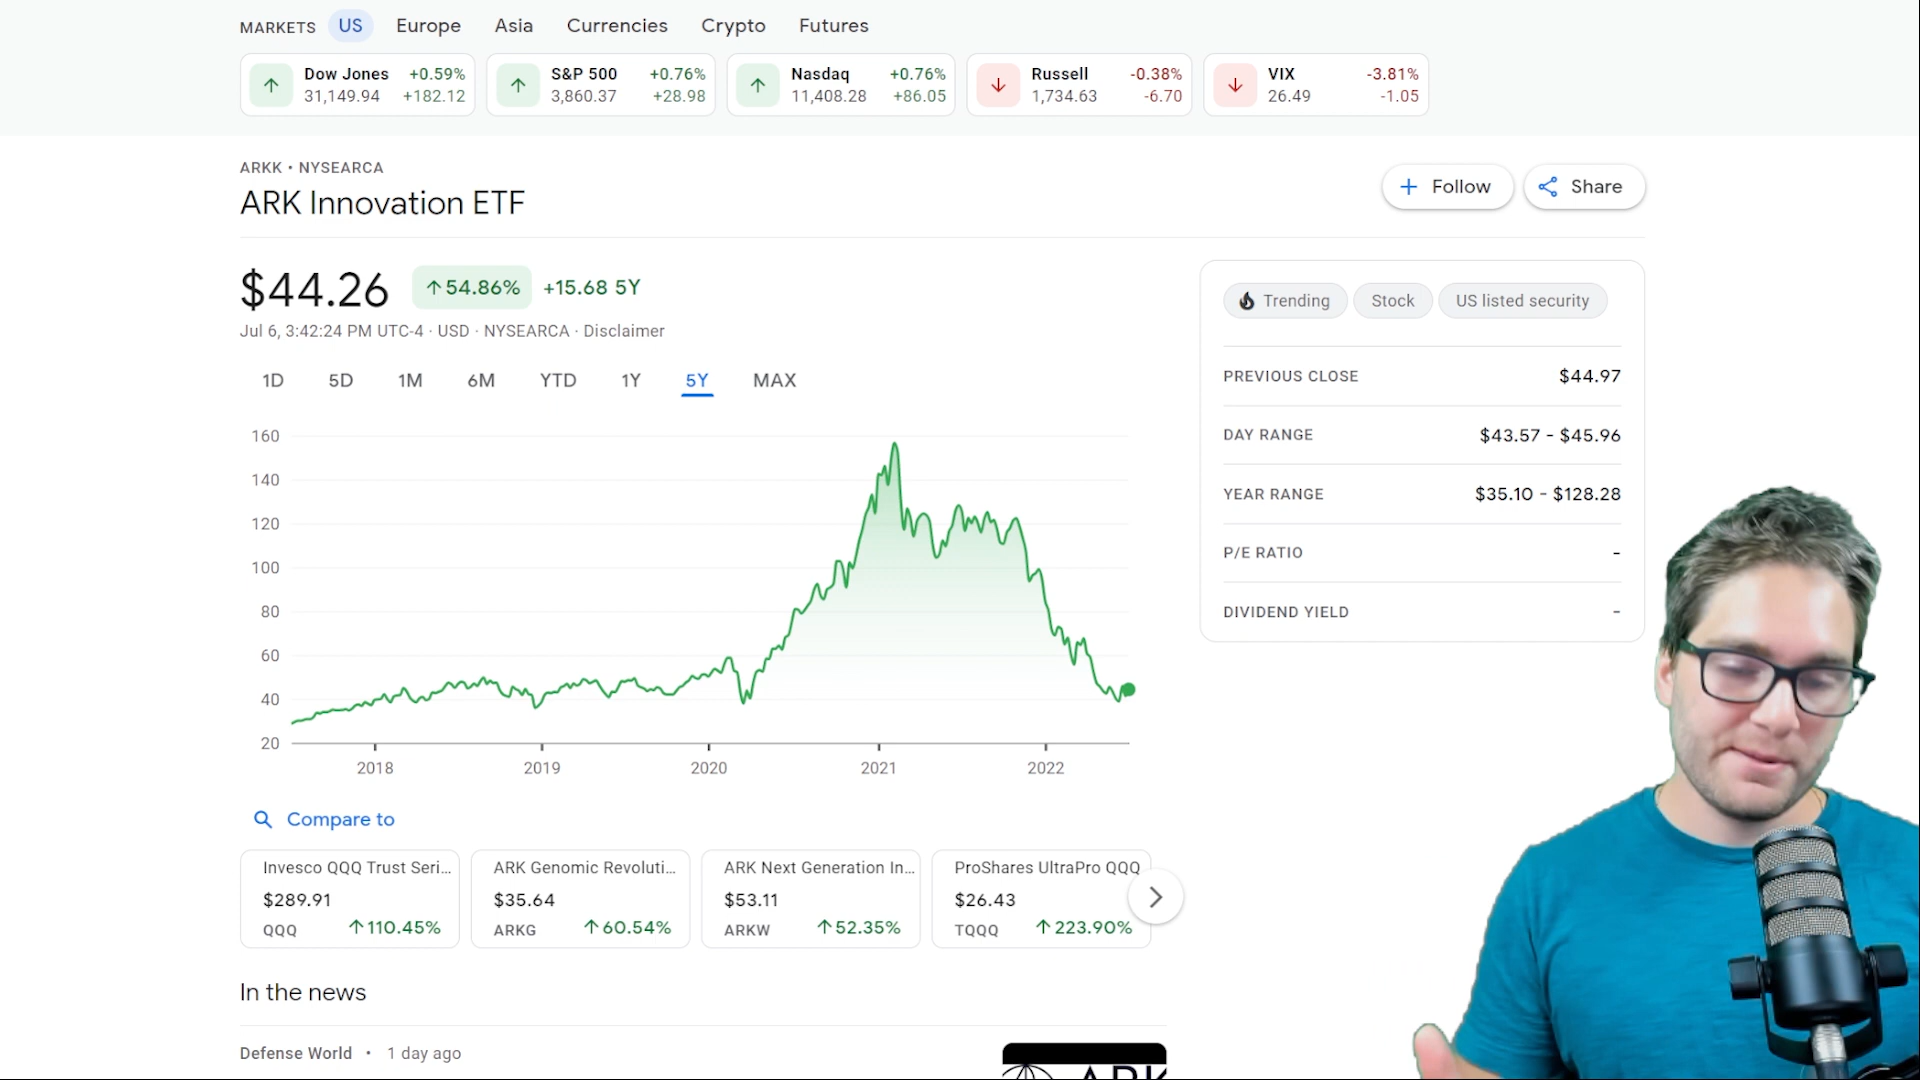 MARKETS US Europe Asia Currencies Crypto Futures
Dow Jones +0.59% S&P 500 +0.76% Nasdaq +0.76% Russell -0.38% VIX -3.81%
31,149.94 +182.12 3,860.37 +28.98 11,408.28 +86.05 1,734.63 -6.70 26.49 -1.05
ARKK • NYSEARCA
ARK Innovation ETF
Follow Share
$44.26 54.86% +15.68 5Y
Jul 6, 3:42:24 PM UTC-4 · USD · NYSEARCA · Disclaimer
1D 5D 1M 6M YTD 1Y 5Y MAX
160
140
120
100
80
60
40
20
2018 2019 2020 2021 2022
Trending Stock US listed security
PREVIOUS CLOSE $44.97
DAY RANGE $43.57 - $45.96
YEAR RANGE $35.10 - $128.28
P/E RATIO -
DIVIDEND YIELD -
Compare to
Invesco QQQ Trust Seri... ARK Genomic Revoluti... ARK Next Generation In... ProShares UltraPro QQQ
$289.91 $35.64 $53.11 $26.43
QQQ 110.45% ARKG 60.54% ARKW 52.35% TQQQ 223.90%
In the news
Defense World • 1 day ago
ARK